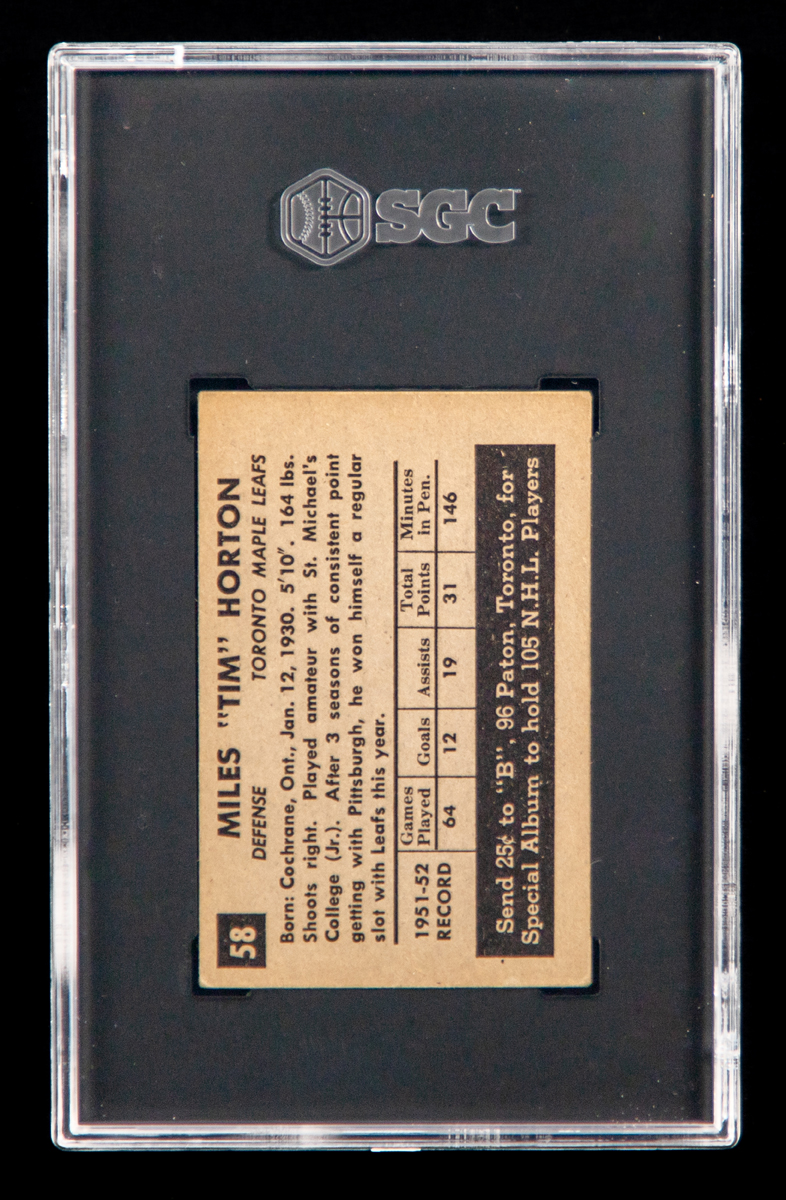 SGC
58
MILES "TIM" HORTON
DEFENSE TORONTO MAPLE LEAFS
Born: Cochrane, Ont., Jan. 12, 1930. 5'10". 164 lbs.
Shoots right. Played amateur with St. Michael's
College (Jr.). After 3 seasons of consistent point
getting with Pittsburgh, he won himself a regular
slot with Leafs this year.
1951-52 RECORD
Games Played Goals Assists Total Points Minutes in Pen.
64 12 19 31 146
Send 25¢ to "B", 96 Paton, Toronto, for
Special Album to hold 105 N.H.L. Players